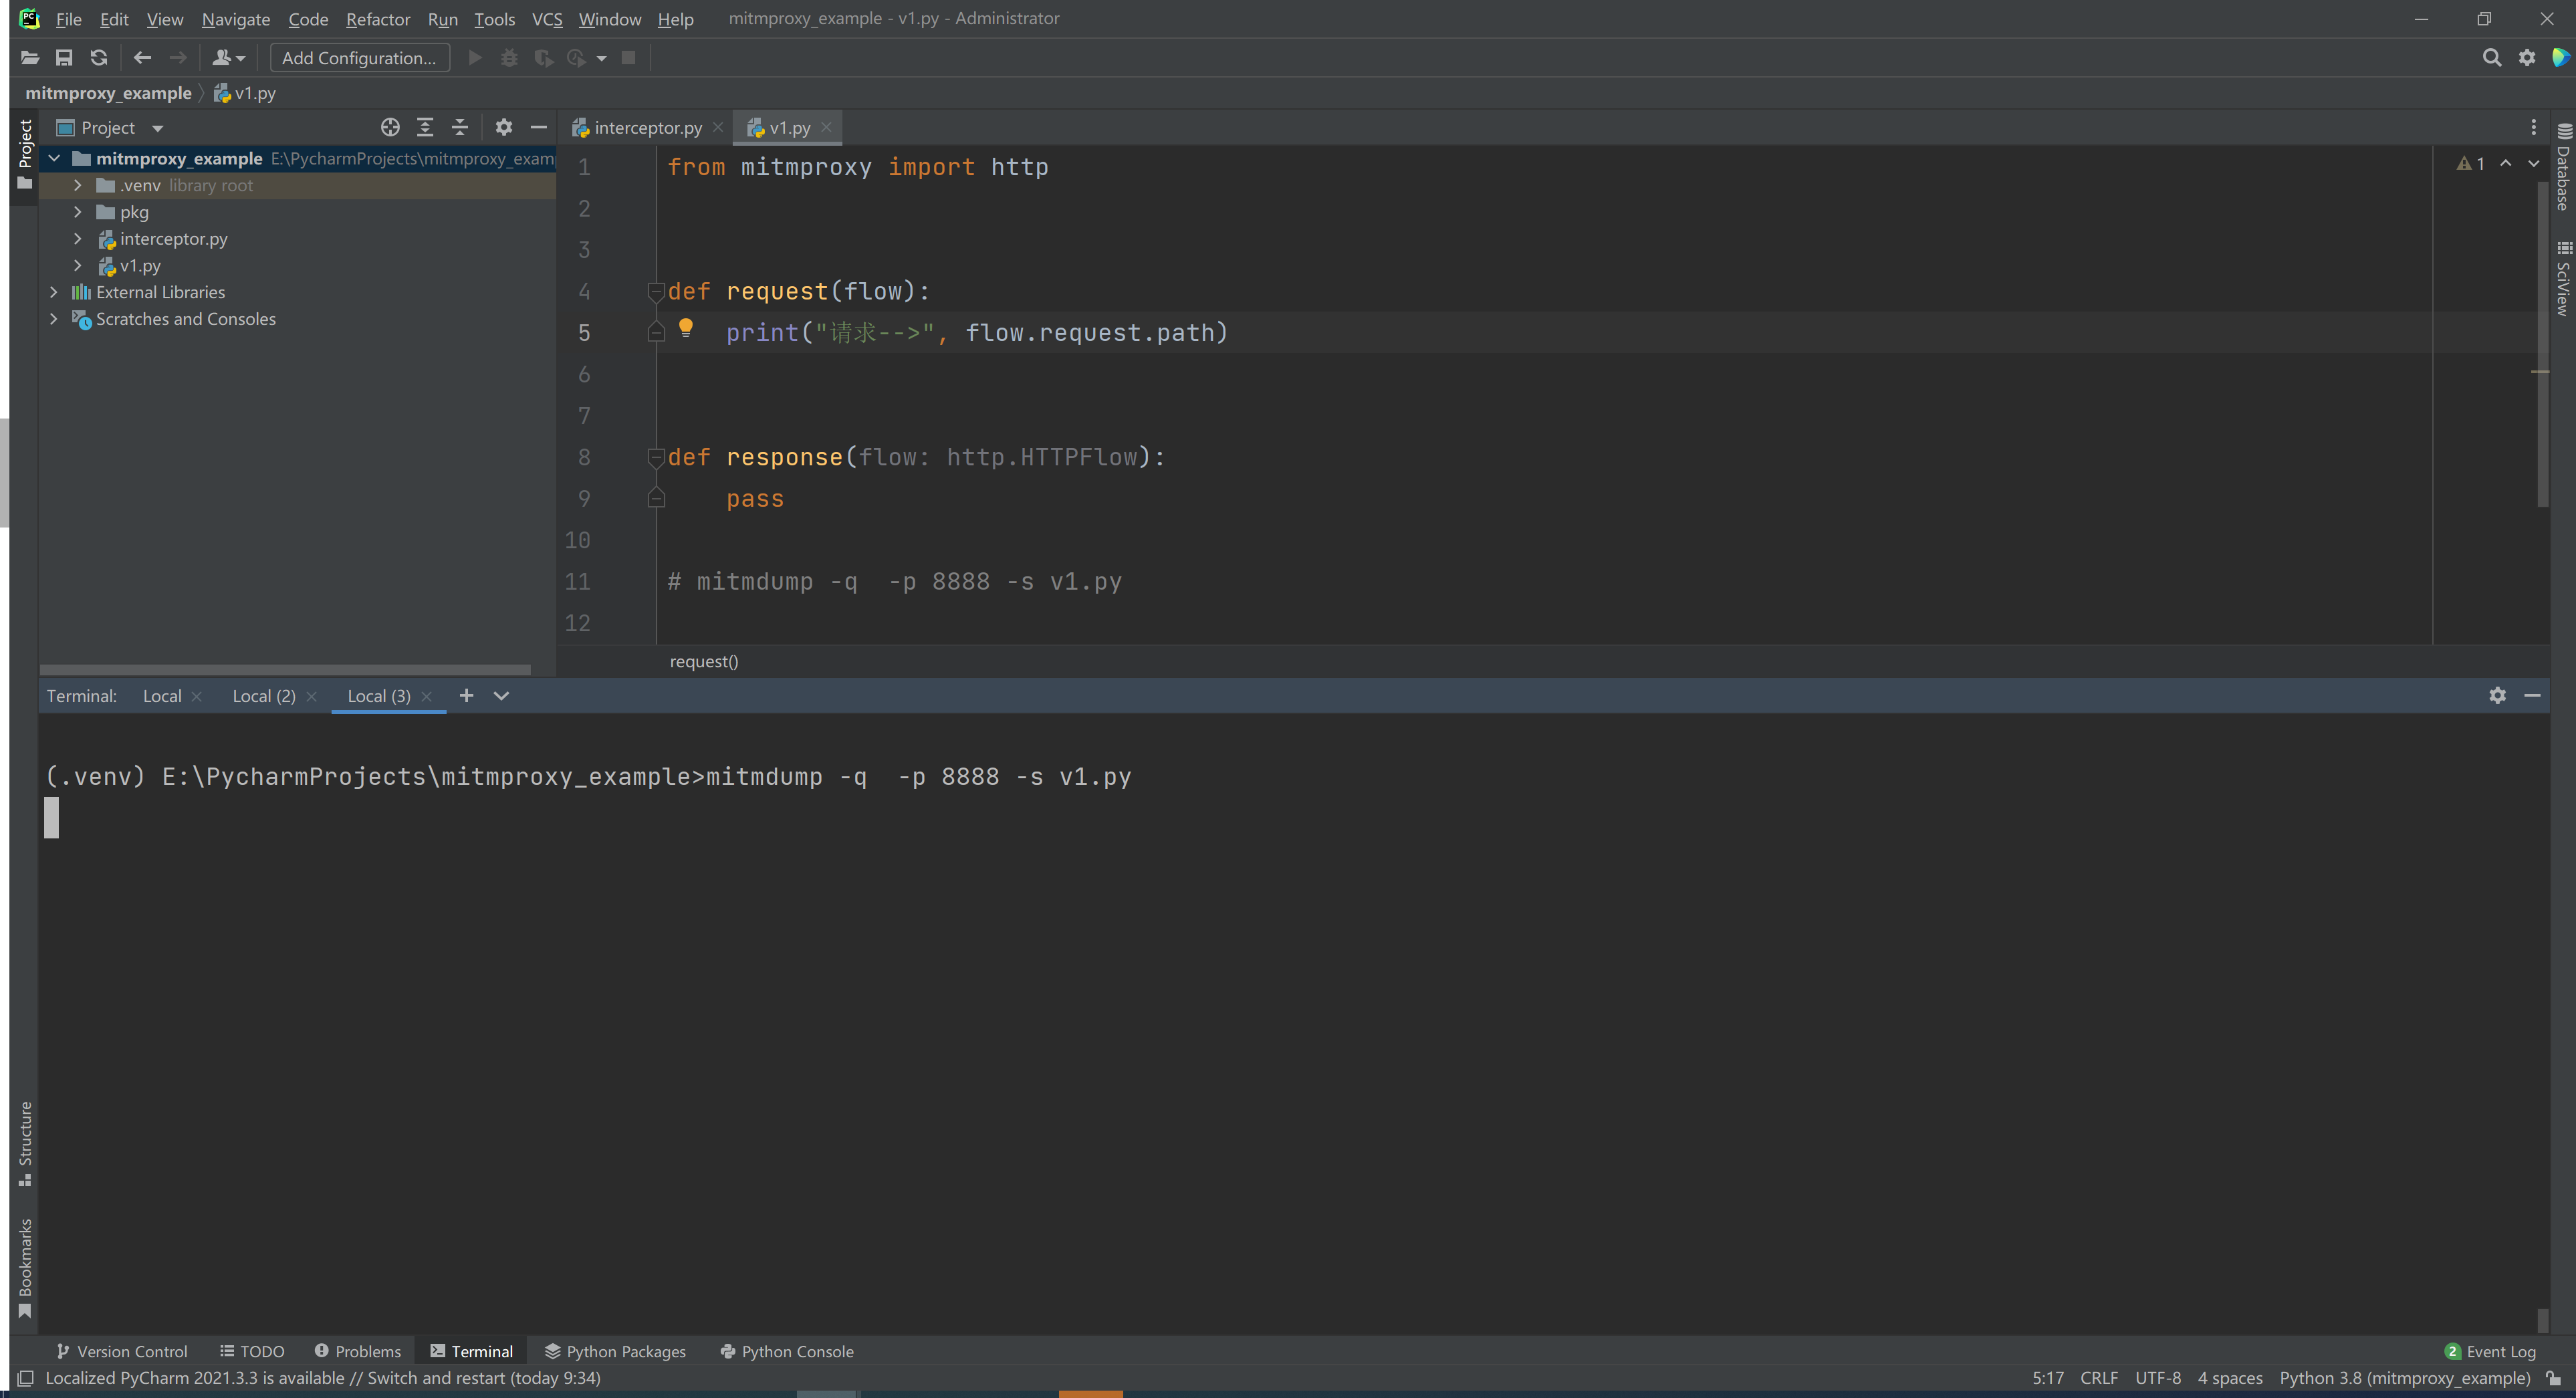 File Edit View Navigate Code Refactor Run Tools VCS Window Help mitmproxy_example - v1.py - Administrator
Add Configuration...
mitmproxy_example v1.py
Project
Project
mitmproxy_example E:\PycharmProjects\mitmproxy_exam
.venv library root
pkg
interceptor.py
v1.py
External Libraries
Scratches and Consoles
interceptor.py v1.py
1 from mitmproxy import http
2
3
4 def request(flow):
5 print("请求-->", flow.request.path)
6
7
8 def response(flow: http.HTTPFlow):
9 pass
10
11 # mitmdump -q  -p 8888 -s v1.py
12
1
request()
Database
SciView
Terminal: Local Local (2) Local (3)
(.venv) E:\PycharmProjects\mitmproxy_example>mitmdump -q  -p 8888 -s v1.py
Structure
Bookmarks
Version Control TODO Problems Terminal Python Packages Python Console 2 Event Log
Localized PyCharm 2021.3.3 is available // Switch and restart (today 9:34) 5:17 CRLF UTF-8 4 spaces Python 3.8 (mitmproxy_example)